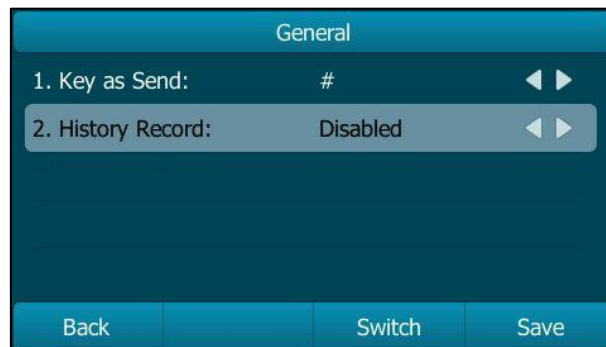 General
1. Key as Send: #
2. History Record: Disabled
Back Switch Save